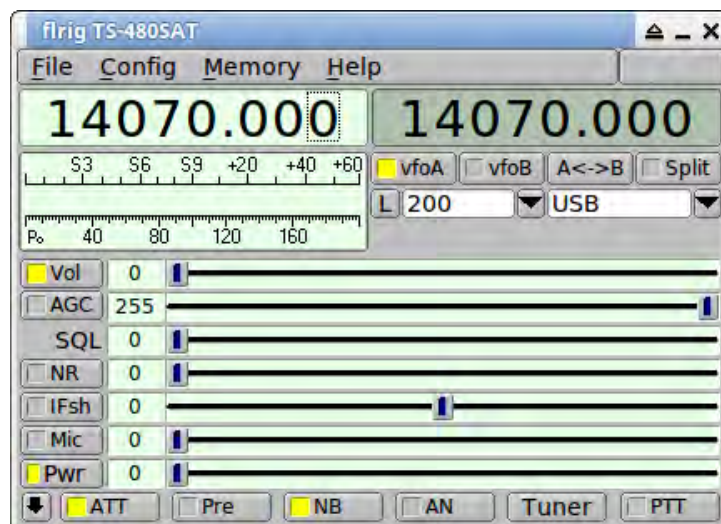 flrig TS-480SAT
File Config Memory Help
14070.000 14070.000
S3 S6 S9 +20 +40 +60
vfoA vfoB A<->B Split
L 200 USB
Po 40 80 120 160
Vol 0
AGC 255
SQL 0
NR 0
IFsh 0
Mic 0
Pwr 0
ATT Pre NB AN Tuner PTT